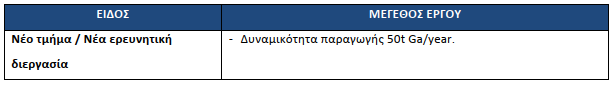 ΕΙΔΟΣ ΜΕΓΕΘΟΣ ΕΡΓΟΥ
Νέο τμήμα / Νέα ερευνητική διεργασία
- Δυναμικότητα παραγωγής 50t Ga/year.